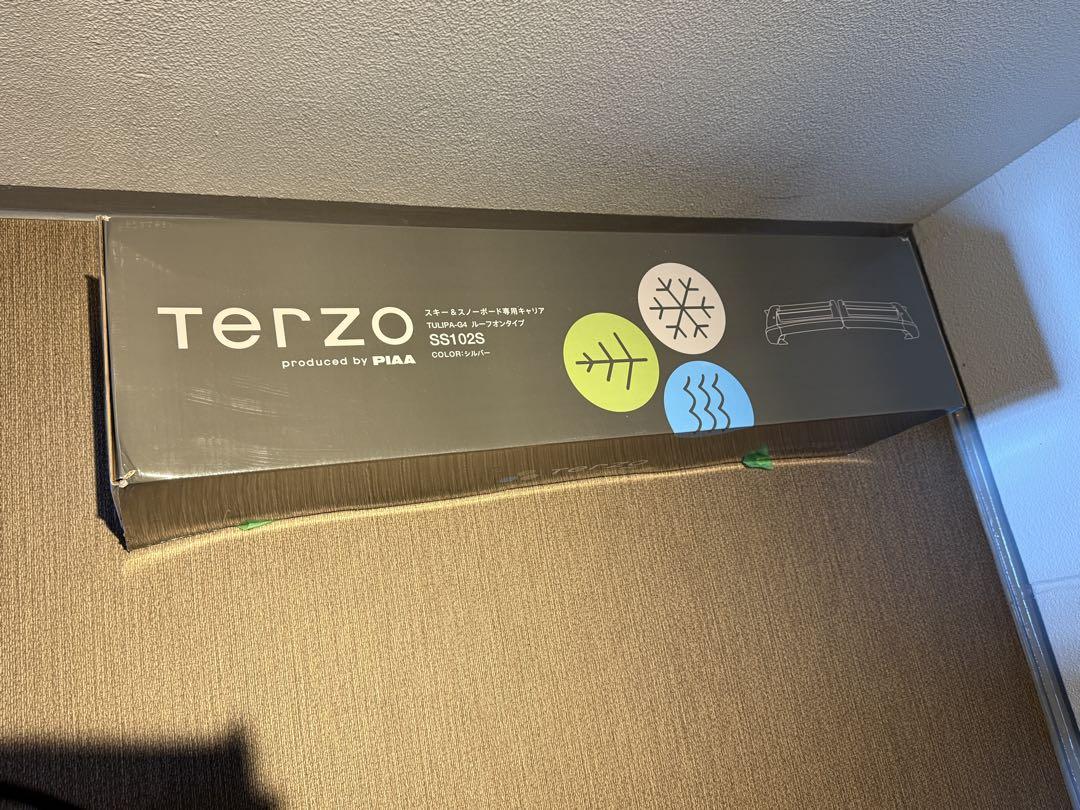 Terzo
produced by PIAA
スキー＆スノーボード専用キャリア
TULIPA-G4 ルーフオンタイプ
SS102S
COLOR:シルバー
TERZO